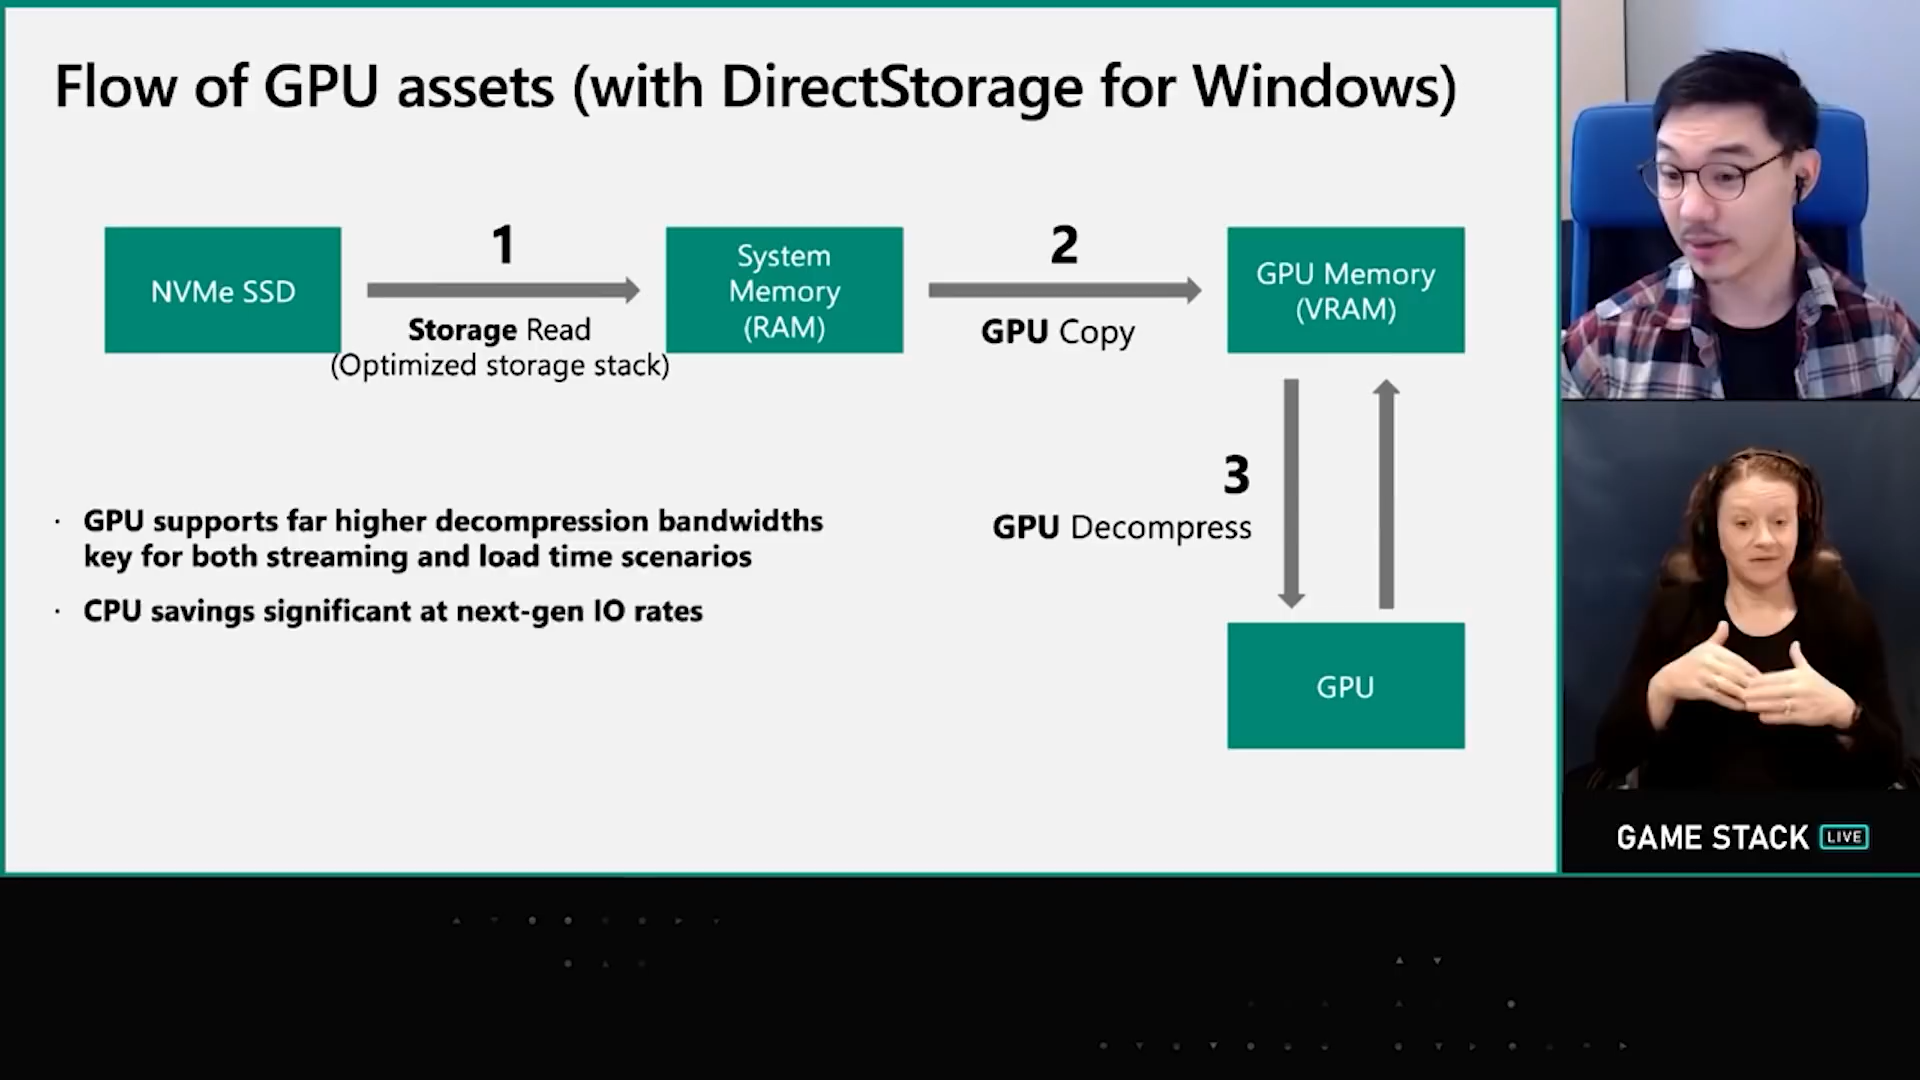 Flow of GPU assets (with DirectStorage for Windows)
NVMe SSD
1
Storage Read
(Optimized storage stack)
System
Memory
(RAM)
2
GPU Copy
GPU Memory
(VRAM)
3
GPU Decompress
GPU
· GPU supports far higher decompression bandwidths
key for both streaming and load time scenarios
· CPU savings significant at next-gen IO rates
GAME STACK LIVE